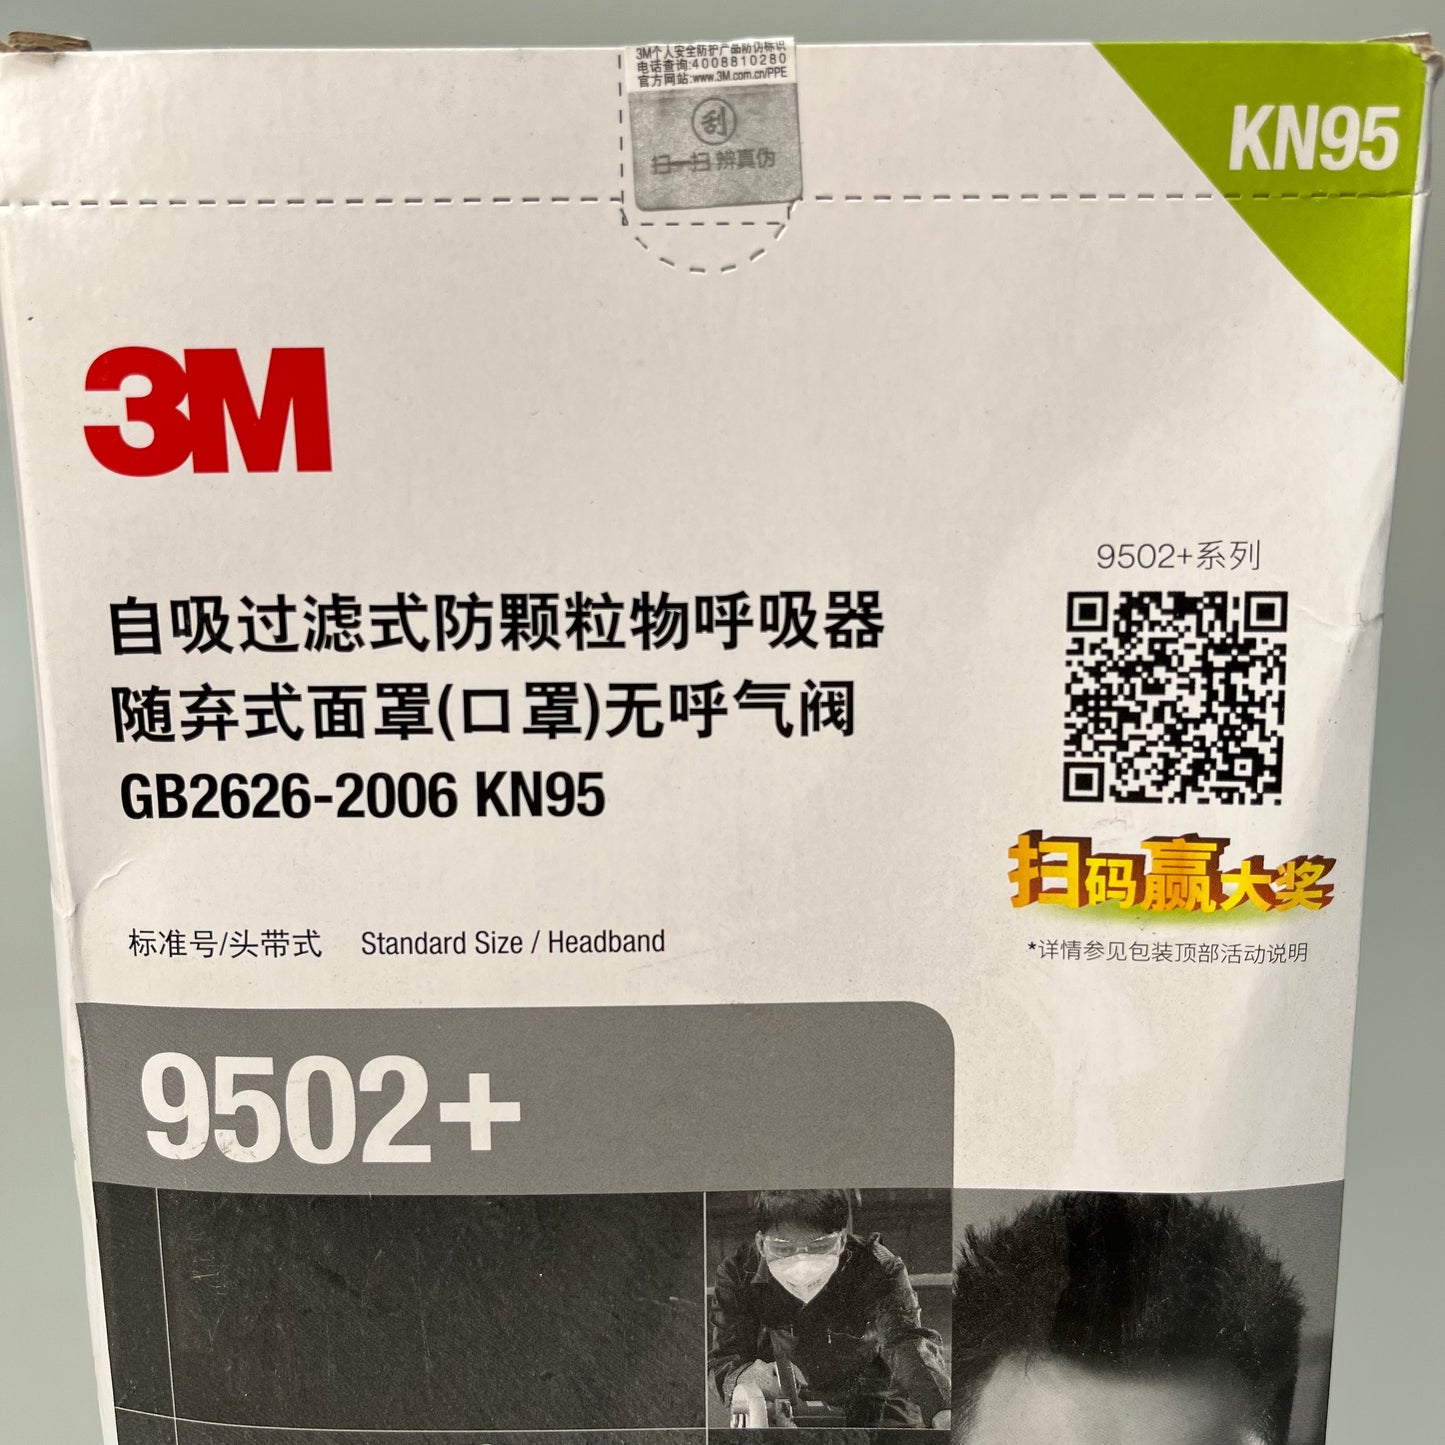 3M个人安全防护产品防伪标识
电话查询:4008810280
官方网站:www.3M.com.cn/PPE
刮
扫一扫 辨真伪
KN95
3M
9502+系列
自吸过滤式防颗粒物呼吸器
随弃式面罩(口罩)无呼气阀
GB2626-2006 KN95
扫码赢大奖
*详情参见包装顶部活动说明
标准号/头带式 Standard Size / Headband
9502+